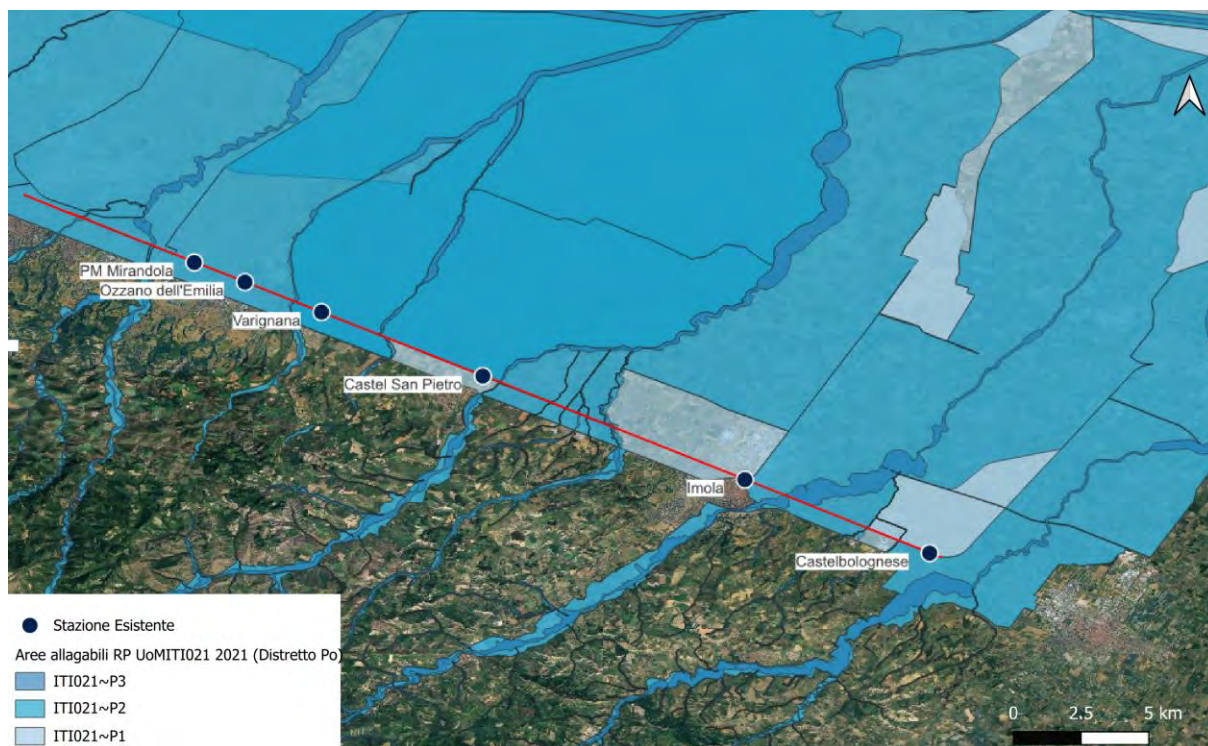 PM Mirandola
Ozzano dell'Emilia
Varignana
Castel San Pietro
Imola
Castelbolognese
Stazione Esistente
Aree allagabili RP UoMITI021 2021 (Distretto Po)
ITI021~P3
ITI021~P2
ITI021~P1
0 2.5 5 km